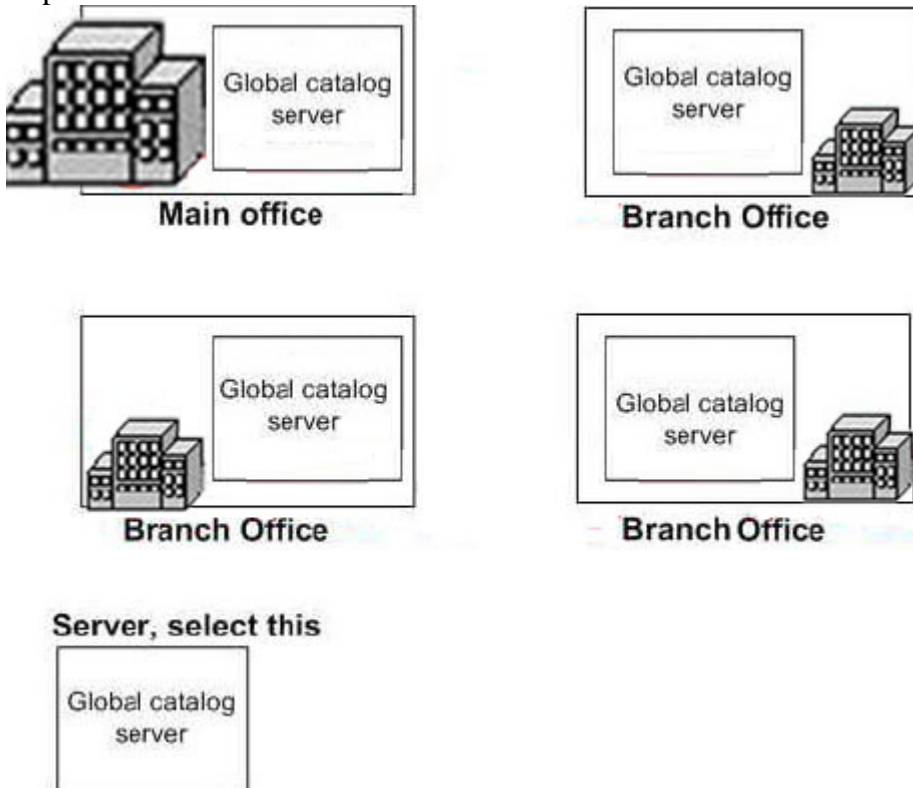 Global catalog
server
Main office
Global catalog
server
Branch Office
Global catalog
server
Branch Office
Global catalog
server
Branch Office
Server, select this
Global catalog
server